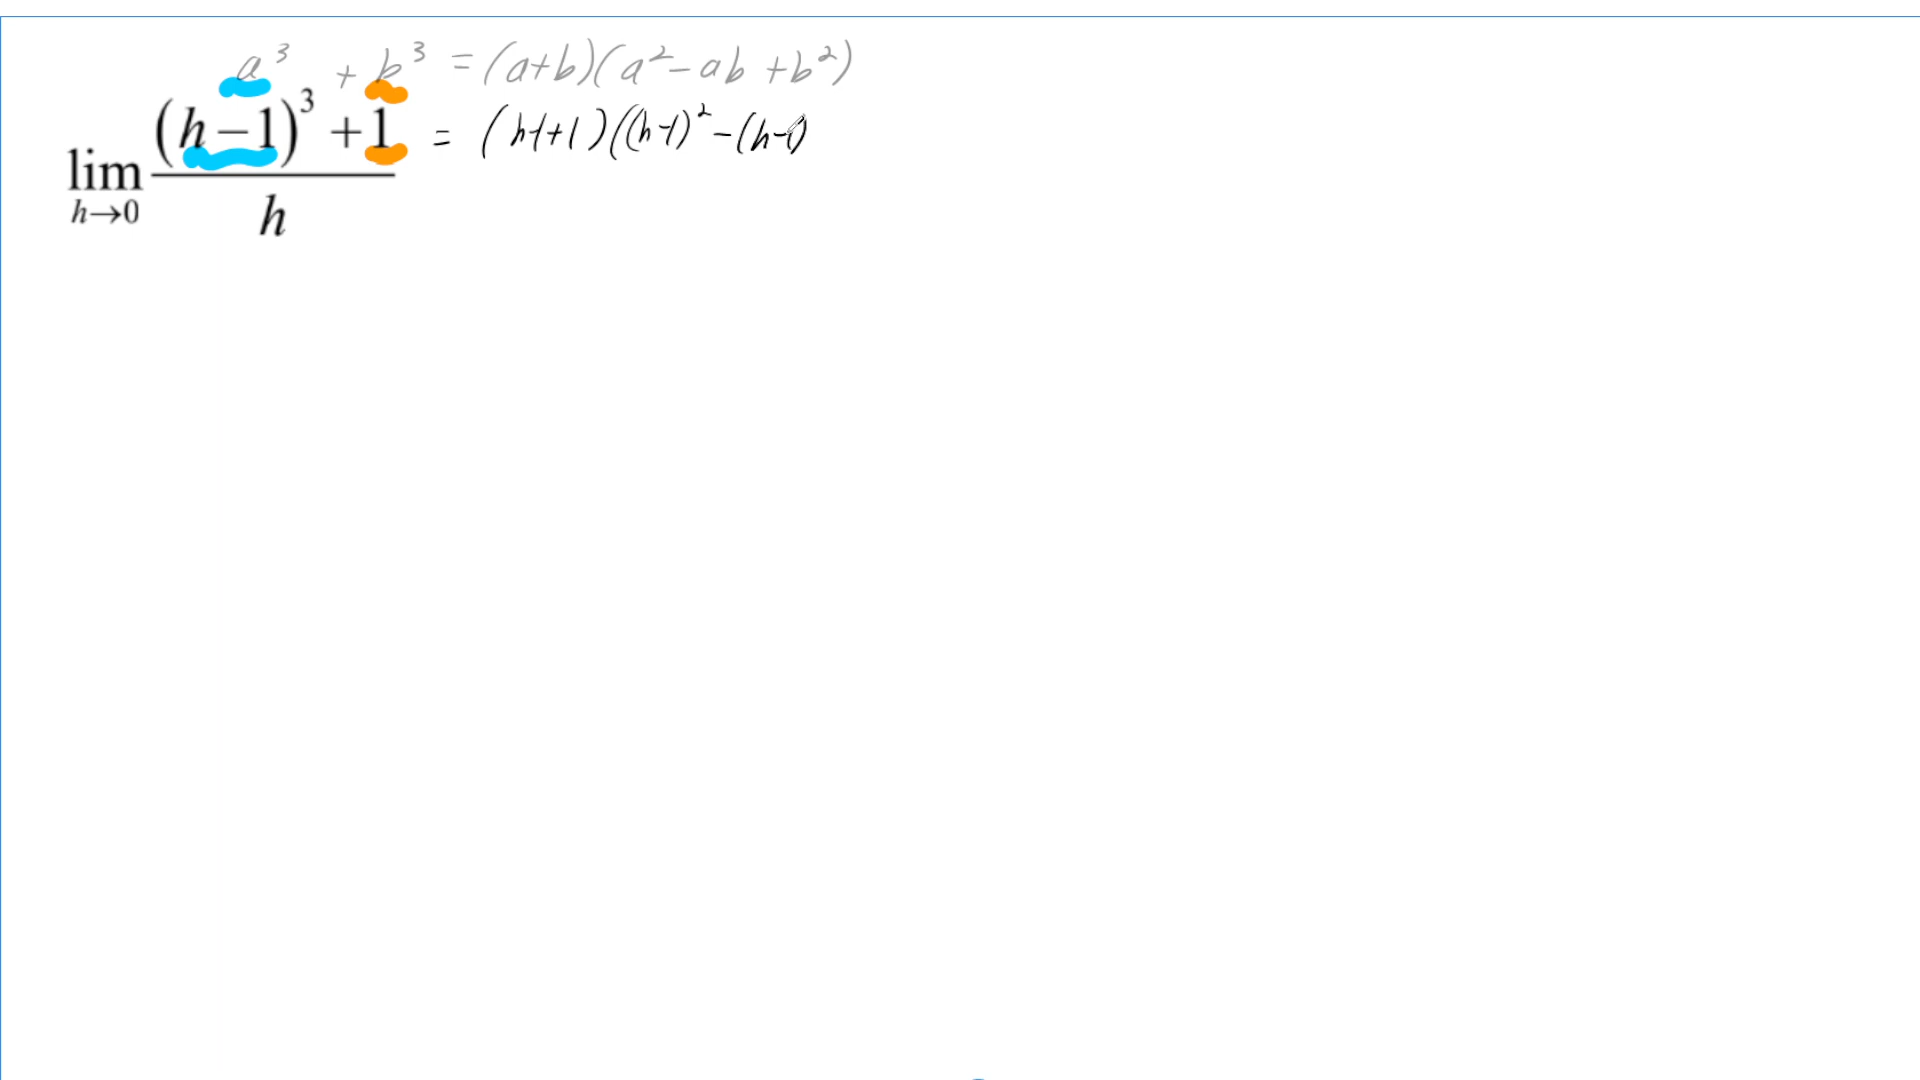 a³ + b³ = (a+b)(a²-ab+b²)
lim h→0 (h-1)³+1 / h = (h-1+1)((h-1)²-(h-1)